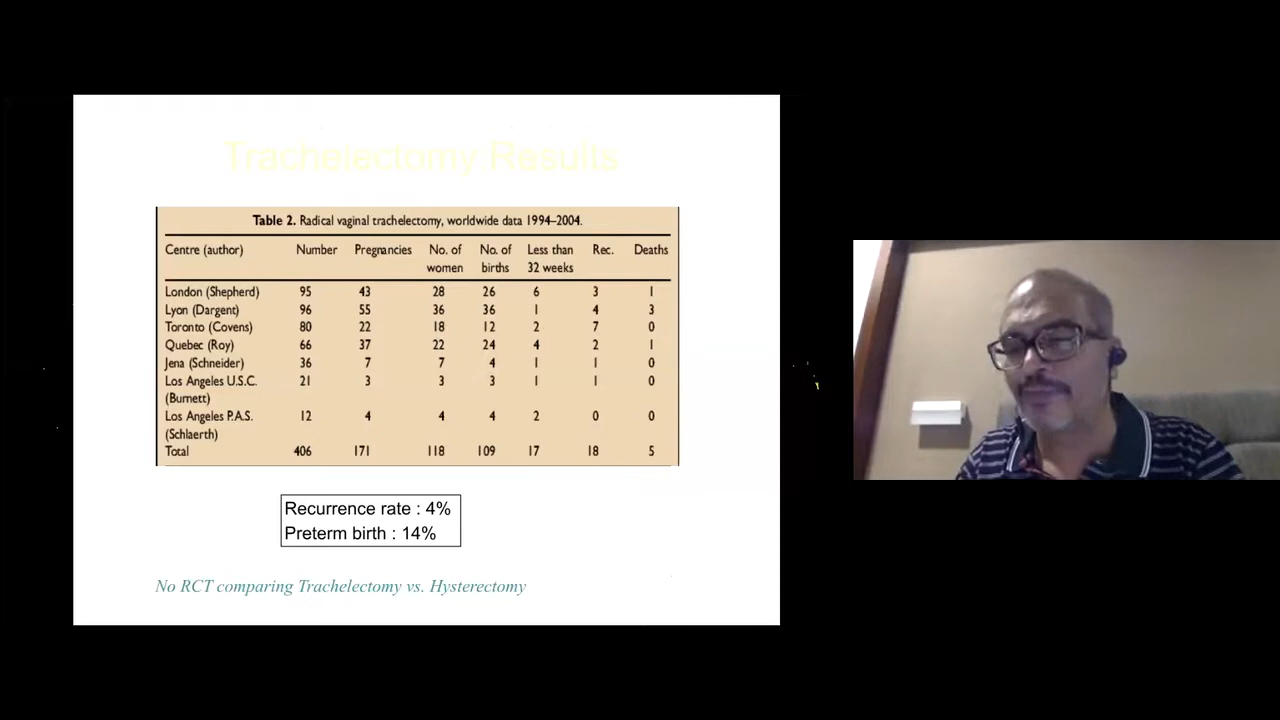 Trachelectomy:Results
Table 2. Radical vaginal trachelectomy, worldwide data 1994–2004.
Centre (author) Number Pregnancies No. of women No. of births Less than 32 weeks Rec. Deaths
London (Shepherd) 95 43 28 26 6 3 1
Lyon (Dargent) 96 55 36 36 1 4 3
Toronto (Covens) 80 22 18 12 2 7 0
Quebec (Roy) 66 37 22 24 4 2 1
Jena (Schneider) 36 7 7 4 1 1 0
Los Angeles U.S.C. 21 3 3 3 1 1 0
(Burnett)
Los Angeles P.A.S. 12 4 4 4 2 0 0
(Schlaerth)
Total 406 171 118 109 17 18 5
Recurrence rate : 4%
Preterm birth : 14%
No RCT comparing Trachelectomy vs. Hysterectomy